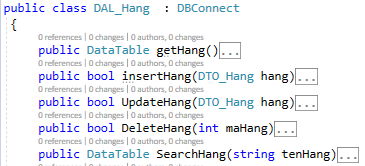 public class DAL_Hang : DBConnect
{
0 references | 0 changes | 0 authors, 0 changes
public DataTable getHang()...
0 references | 0 changes | 0 authors, 0 changes
public bool insertHang(DTO_Hang hang)...
0 references | 0 changes | 0 authors, 0 changes
public bool UpdateHang(DTO_Hang hang)...
0 references | 0 changes | 0 authors, 0 changes
public bool DeleteHang(int maHang)...
0 references | 0 changes | 0 authors, 0 changes
public DataTable SearchHang(string tenHang)...